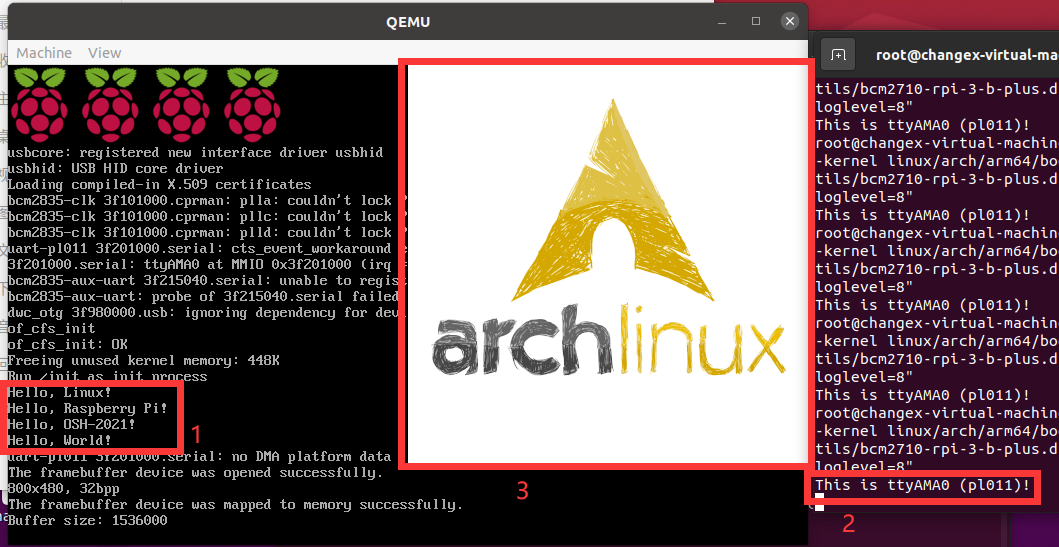 QEMU
Machine View
usbcore: registered new interface driver usbhid
usbhid: USB HID core driver
Loading compiled-in X.509 certificates
bcm2835-clk 3f101000.cprman: plla: couldn't lock
bcm2835-clk 3f101000.cprman: pllc: couldn't lock
bcm2835-clk 3f101000.cprman: plld: couldn't lock
uart-pl011 3f201000.serial: cts_event_workaround
3f201000.serial: ttyAMA0 at MMIO 0x3f201000 (irq =
bcm2835-aux-uart 3f215040.serial: unable to regis
bcm2835-aux-uart: probe of 3f215040.serial failed
dwc_otg 3f980000.usb: ignoring dependency for devi
of_cfs_init
of_cfs_init: OK
Freeing unused kernel memory: 448K
Run /init as init process
Hello, Linux!
Hello, Raspberry Pi!
Hello, OSH-2021!
Hello, World!
1
uart-pl011 3f201000.serial: no DMA platform data
The framebuffer device was opened successfully.
800x480, 32bpp
The framebuffer device was mapped to memory successfully.
Buffer size: 1536000
archlinux
3
root@changex-virtual-ma
tils/bcm2710-rpi-3-b-plus.d
loglevel=8"
This is ttyAMA0 (pl011)!
root@changex-virtual-machin
-kernel linux/arch/arm64/bo
tils/bcm2710-rpi-3-b-plus.d
loglevel=8"
This is ttyAMA0 (pl011)!
root@changex-virtual-machin
-kernel linux/arch/arm64/bo
tils/bcm2710-rpi-3-b-plus.d
loglevel=8"
This is ttyAMA0 (pl011)!
root@changex-virtual-machin
-kernel linux/arch/arm64/bo
tils/bcm2710-rpi-3-b-plus.d
loglevel=8"
This is ttyAMA0 (pl011)!
root@changex-virtual-machin
-kernel linux/arch/arm64/bo
tils/bcm2710-rpi-3-b-plus.d
loglevel=8"
This is ttyAMA0 (pl011)!
2